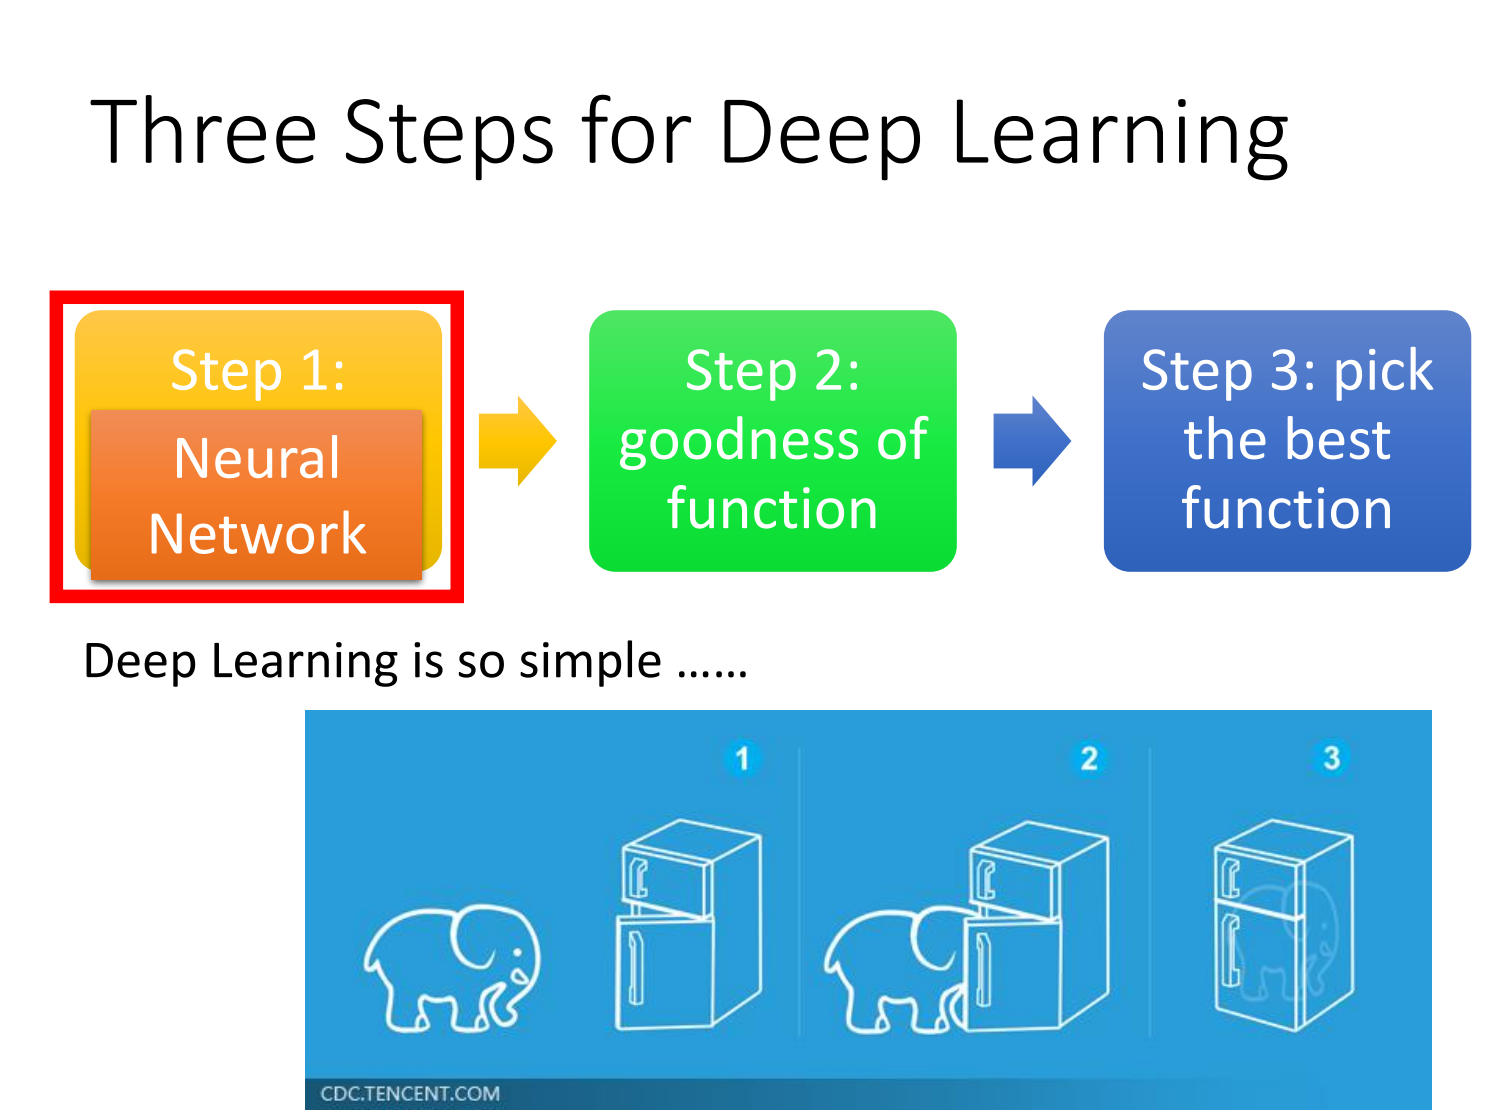 Three Steps for Deep Learning
Step 1:
Neural
Network
Step 2:
goodness of
function
Step 3: pick
the best
function
Deep Learning is so simple ......
1
2
3
CDC.TENCENT.COM